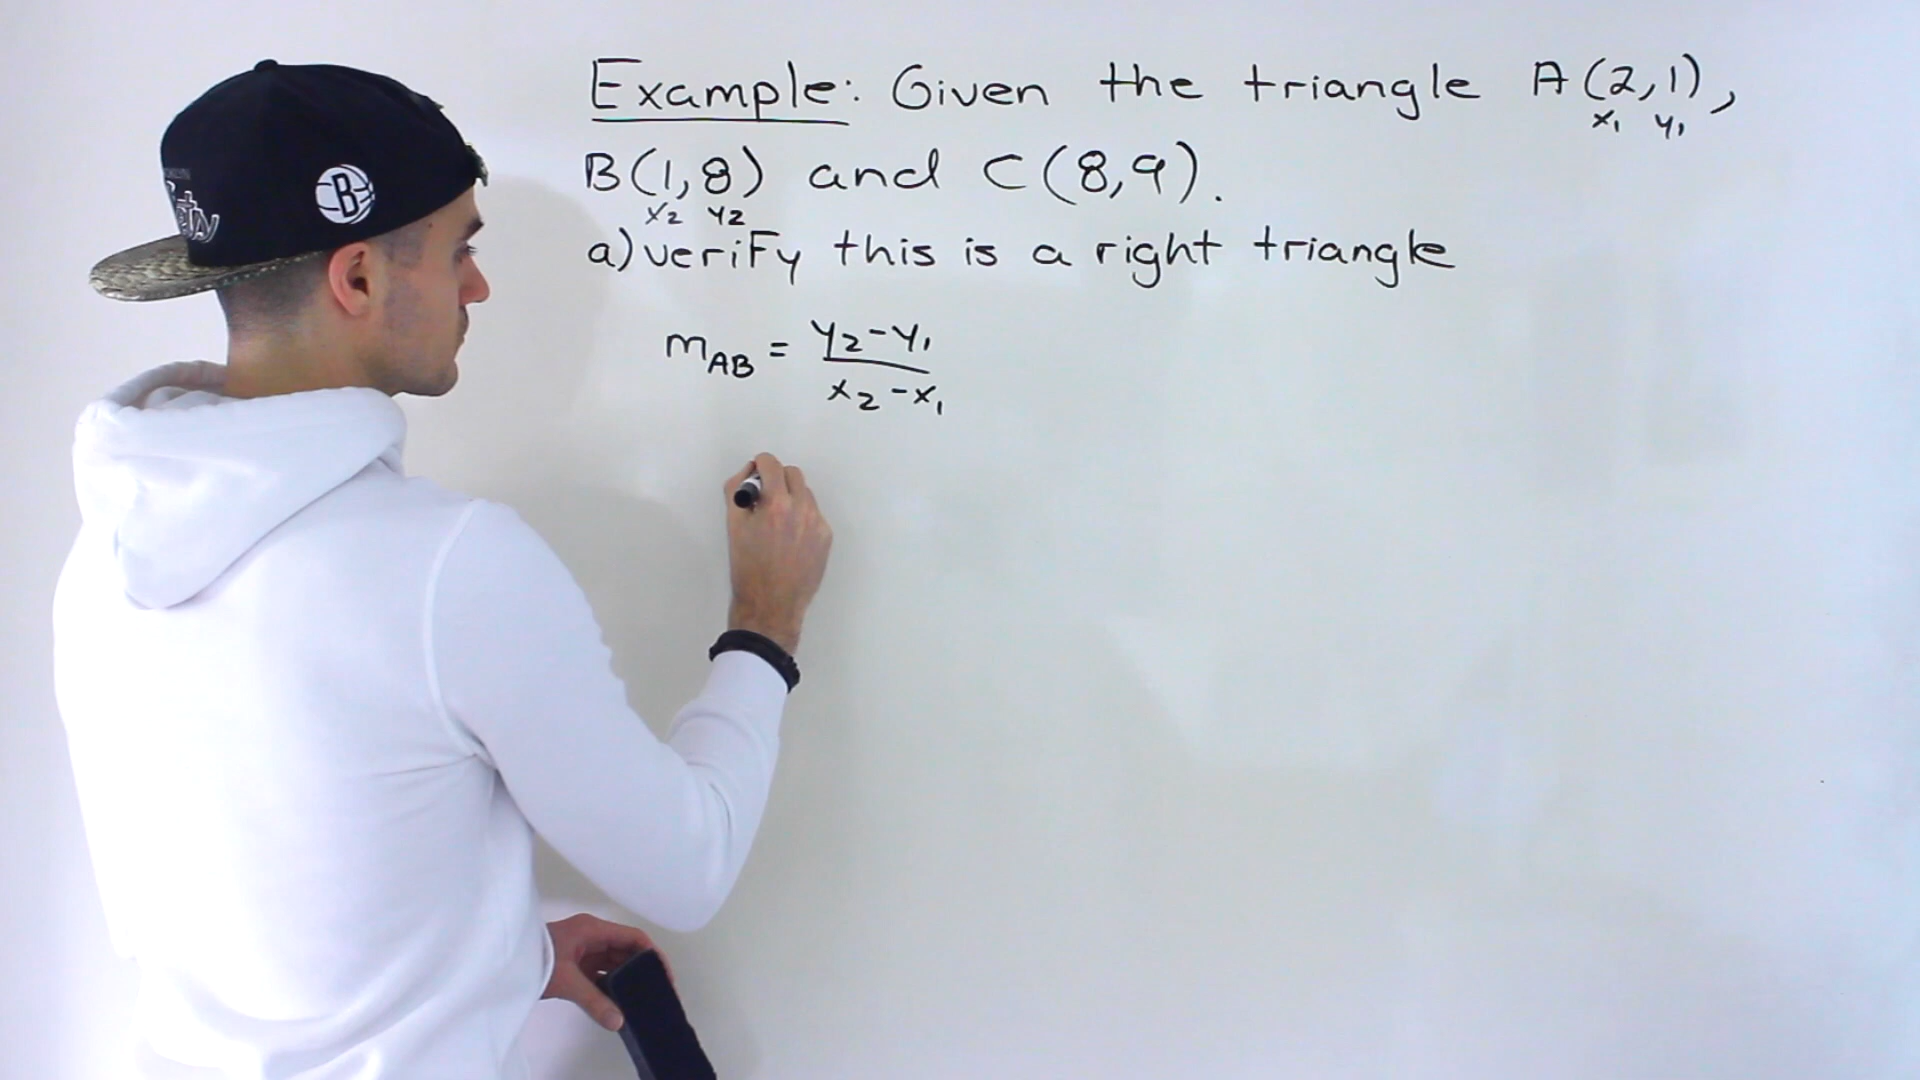 Example: Given the triangle A(2,1),
x₁ y₁
B(1,8) and C(8,9).
x₂ y₂
a) verify this is a right triangle
m_AB = y₂-y₁ / x₂-x₁
B